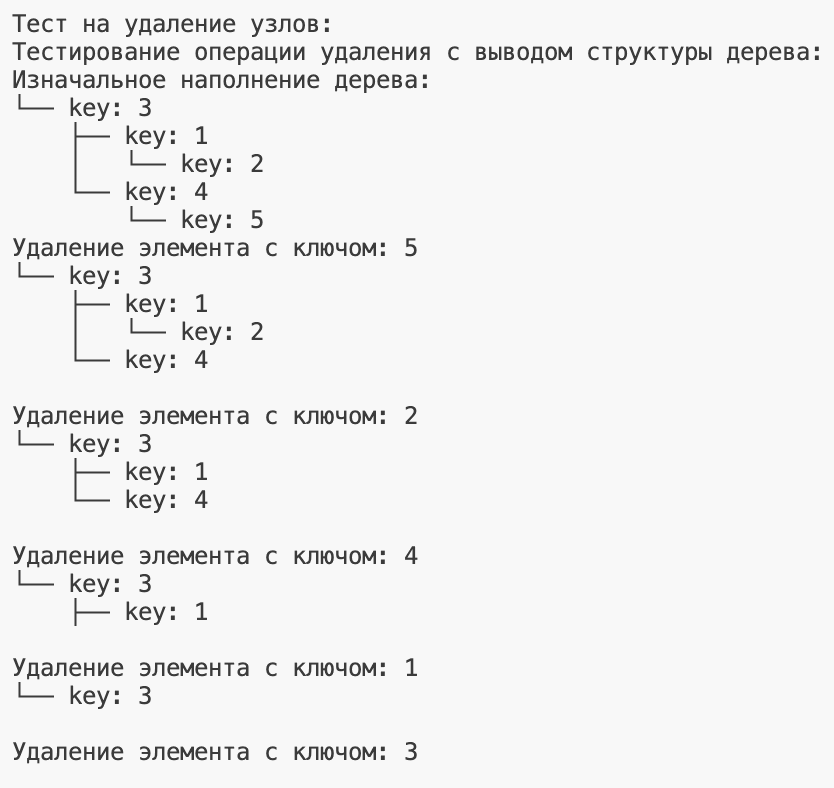 Тест на удаление узлов:
Тестирование операции удаления с выводом структуры дерева:
Изначальное наполнение дерева:
└── key: 3
    ├── key: 1
    │   └── key: 2
    └── key: 4
        └── key: 5
Удаление элемента с ключом: 5
└── key: 3
    ├── key: 1
    │   └── key: 2
    └── key: 4

Удаление элемента с ключом: 2
└── key: 3
    ├── key: 1
    └── key: 4

Удаление элемента с ключом: 4
└── key: 3
    ├── key: 1

Удаление элемента с ключом: 1
└── key: 3

Удаление элемента с ключом: 3